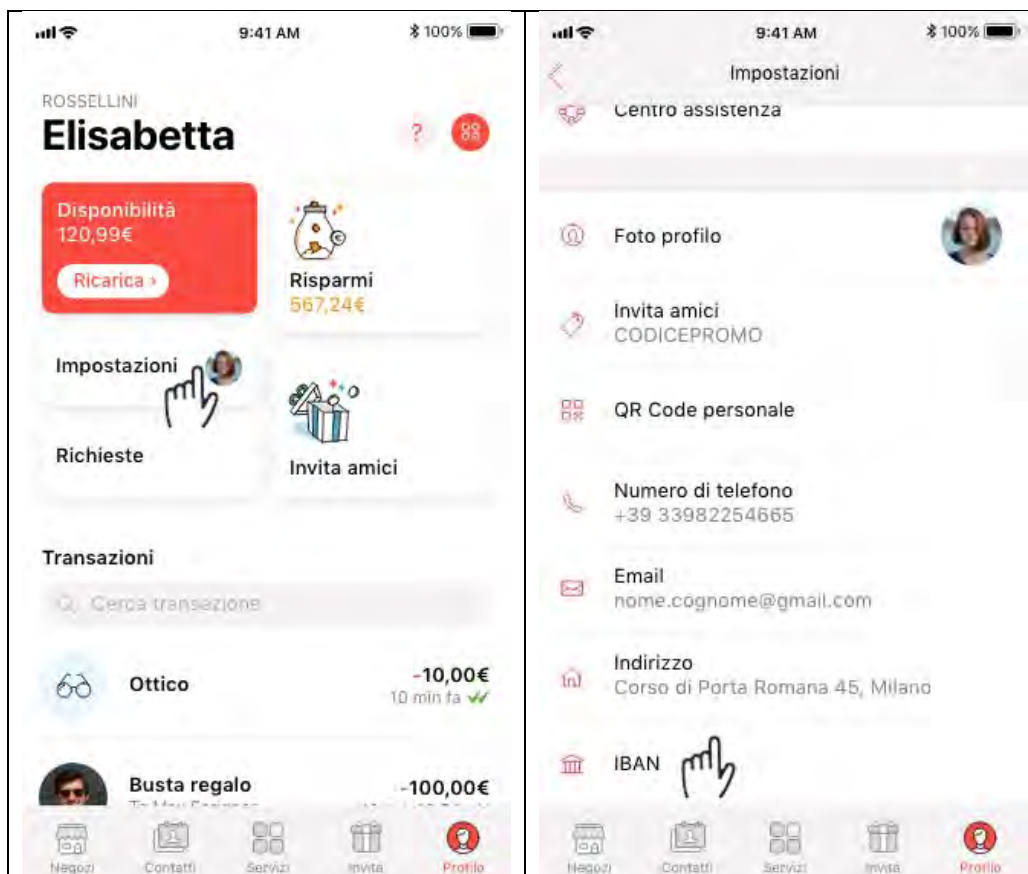 9:41 AM
100%
ROSSELLINI
Elisabetta
?
Disponibilità
120,99€
Ricarica ›
Risparmi
567,24€
Impostazioni
Richieste
Invita amici
Transazioni
Cerca transazione
Ottico
-10,00€
10 min fa
Busta regalo
-100,00€
Negozi
Contatti
Servizi
Invita
Profilo
9:41 AM
100%
Impostazioni
Centro assistenza
Foto profilo
Invita amici
CODICEPROMO
QR Code personale
Numero di telefono
+39 33982254665
Email
nome.cognome@gmail.com
Indirizzo
Corso di Porta Romana 45, Milano
IBAN
Negozi
Contatti
Servizi
Invita
Profilo